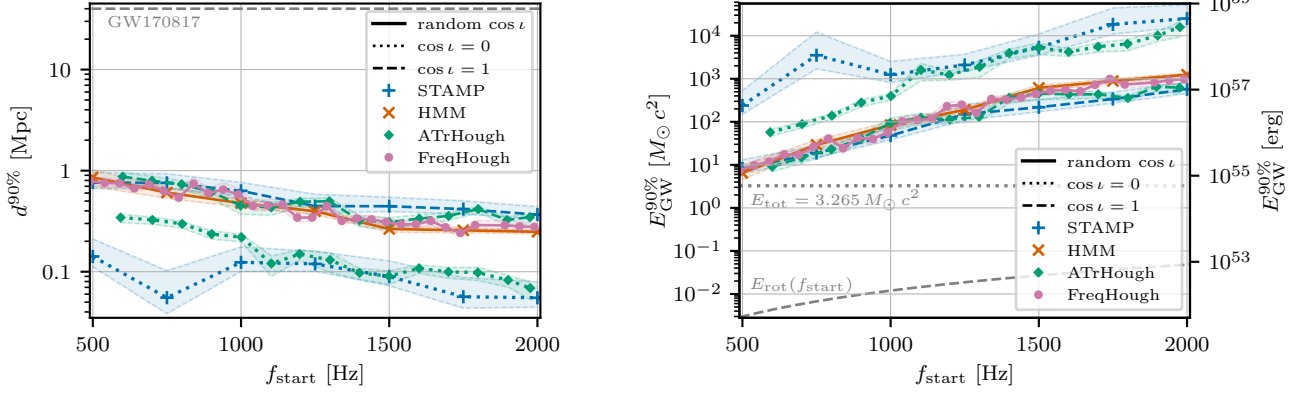 GW170817
random cos ι
cos ι = 0
cos ι = 1
STAMP
HMM
ATrHough
FreqHough
10
1
0.1
d^90% [Mpc]
500
1000
1500
2000
f_start [Hz]
10^4
10^3
10^2
10^1
10^0
10^−1
10^−2
E_GW^90% [M_⊙ c^2]
E_tot = 3.265 M_⊙ c^2
E_rot(f_start)
random cos ι
cos ι = 0
cos ι = 1
STAMP
HMM
ATrHough
FreqHough
10^59
10^57
10^55
10^53
E_GW^90% [erg]
500
1000
1500
2000
f_start [Hz]